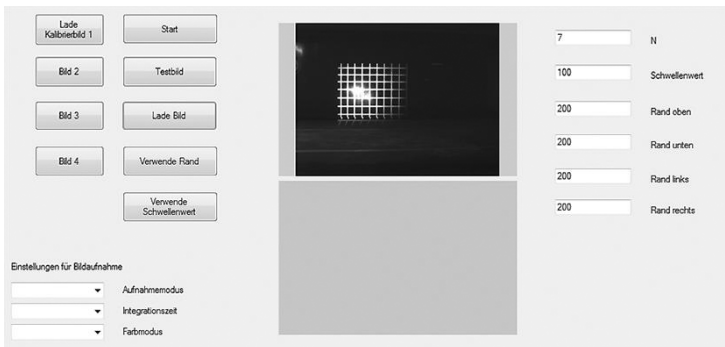 Lade
Kalibrierbild 1
Start
Bild 2
Testbild
Bild 3
Lade Bild
Bild 4
Verwende Rand
Verwende
Schwellenwert
Einstellungen für Bildaufnahme
Aufnahmemodus
Integrationszeit
Farbmodus
7 N
100 Schwellenwert
200 Rand oben
200 Rand unten
200 Rand links
200 Rand rechts